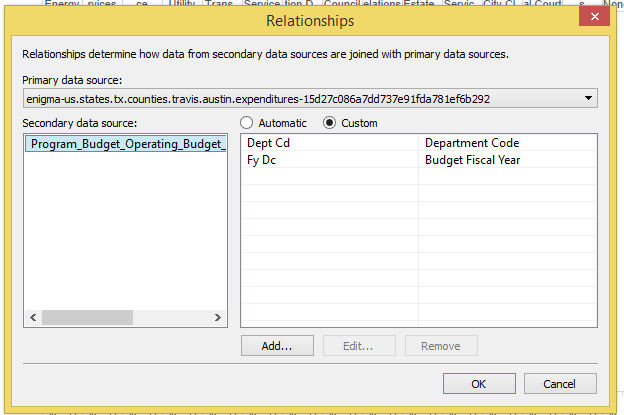 Energy rvices ce Utility Trans Service tion D Council elations Estate Servic City Cl al Court s Non
Relationships
Relationships determine how data from secondary data sources are joined with primary data sources.
Primary data source:
enigma-us.states.tx.counties.travis.austin.expenditures-15d27c086a7dd737e91fda781ef6b292
Secondary data source:
Automatic Custom
Program_Budget_Operating_Budget_
Dept Cd Department Code
Fy Dc Budget Fiscal Year
Add... Edit... Remove
OK Cancel